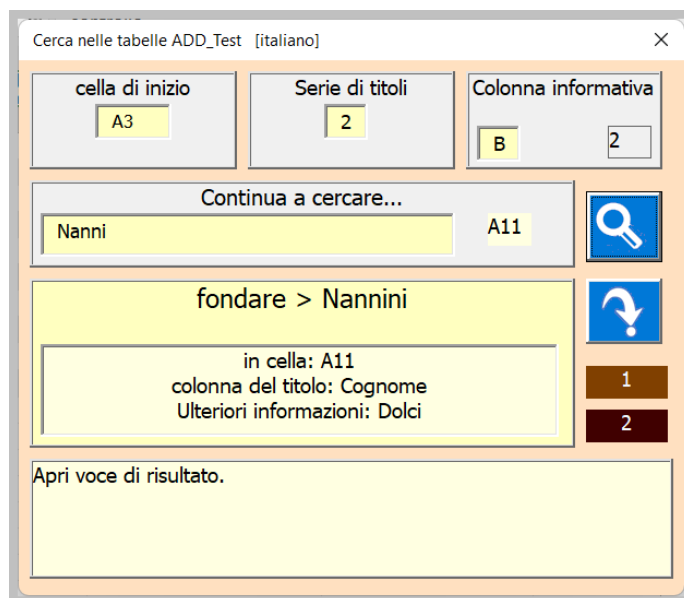 Cerca nelle tabelle ADD_Test [italiano]
cella di inizio
A3
Serie di titoli
2
Colonna informativa
B
2
Continua a cercare...
Nanni
A11
fondare > Nannini
in cella: A11
colonna del titolo: Cognome
Ulteriori informazioni: Dolci
1
2
Apri voce di risultato.